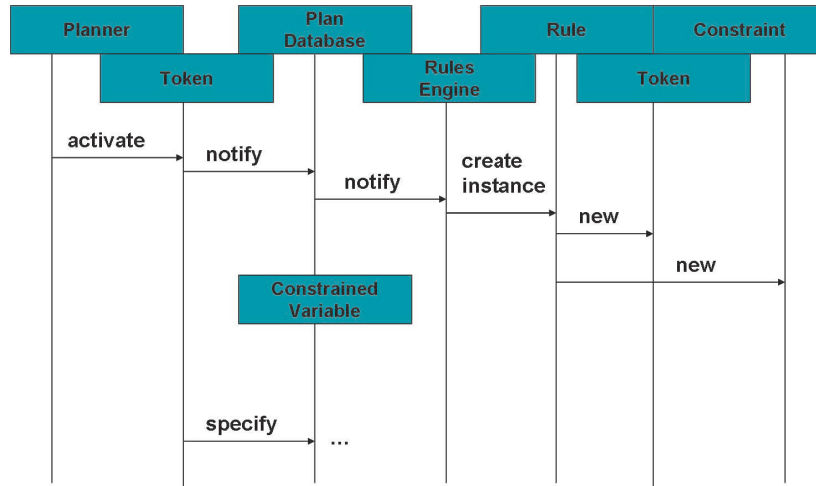 Planner
Plan
Database
Rule
Constraint
Token
Rules
Engine
Token
activate
notify
notify
create
instance
new
new
Constrained
Variable
specify
...